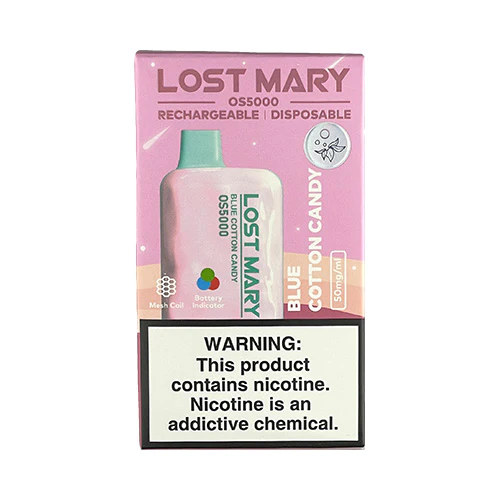 LOST MARY
OS5000
RECHARGEABLE | DISPOSABLE
LOST MARY
BLUE COTTON CANDY
OS5000
BLUE
COTTON CANDY
50mg/ml
Mesh Coil
Battery
Indicator
WARNING:
This product
contains nicotine.
Nicotine is an
addictive chemical.